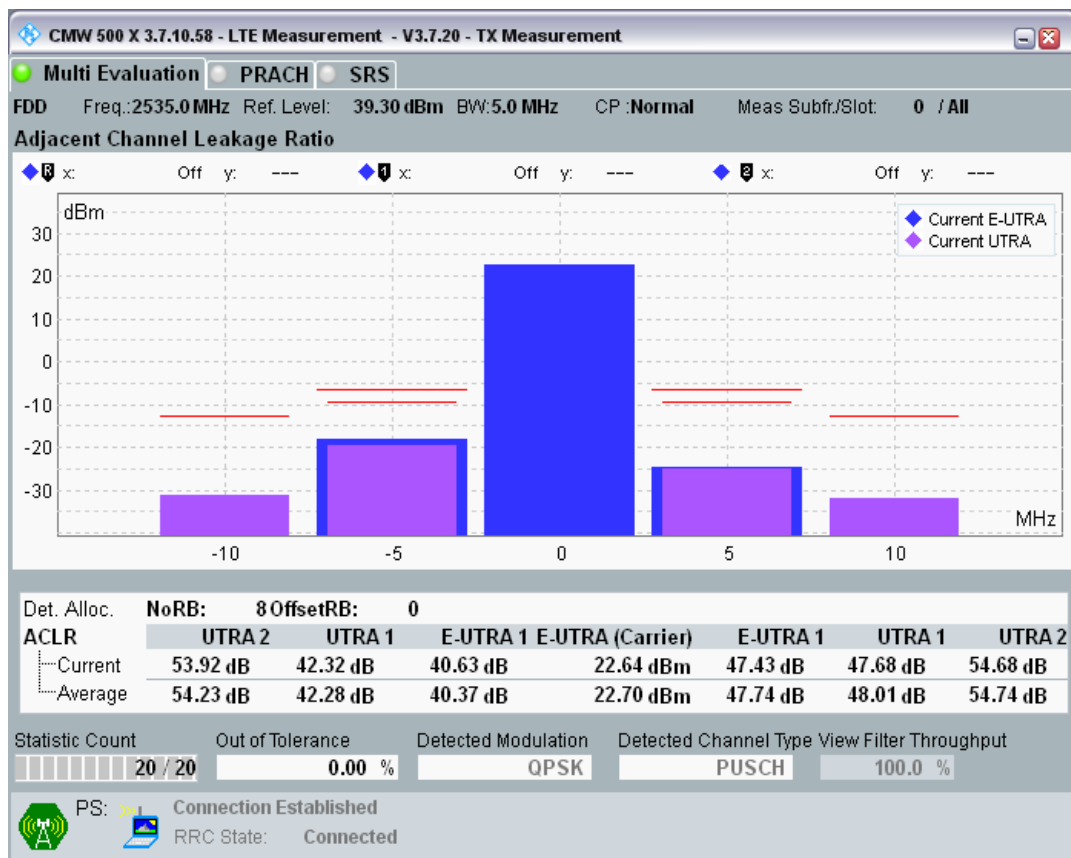 CMW 500 X 3.7.10.58 - LTE Measurement - V3.7.20 - TX Measurement
Multi Evaluation PRACH SRS
FDD Freq.:2535.0 MHz Ref. Level: 39.30 dBm BW:5.0 MHz CP :Normal Meas Subfr./Slot: 0 / All
Adjacent Channel Leakage Ratio
R x: Off y: --- 1 x: Off y: --- 2 x: Off y: ---
dBm
Current E-UTRA
Current UTRA
30
20
10
0
-10
-20
-30
MHz
-10 -5 0 5 10
Det. Alloc. NoRB: 8 OffsetRB: 0
ACLR UTRA 2 UTRA 1 E-UTRA 1 E-UTRA (Carrier) E-UTRA 1 UTRA 1 UTRA 2
Current 53.92 dB 42.32 dB 40.63 dB 22.64 dBm 47.43 dB 47.68 dB 54.68 dB
Average 54.23 dB 42.28 dB 40.37 dB 22.70 dBm 47.74 dB 48.01 dB 54.74 dB
Statistic Count Out of Tolerance Detected Modulation Detected Channel Type View Filter Throughput
20 / 20 0.00 % QPSK PUSCH 100.0 %
PS: Connection Established
RRC State: Connected